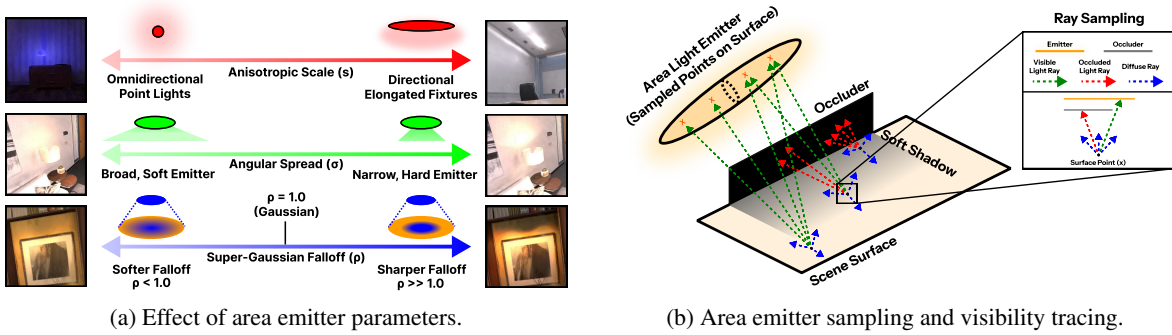 Omnidirectional
Point Lights
Anisotropic Scale (s)
Directional
Elongated Fixtures
Broad, Soft Emitter
Angular Spread (σ)
Narrow, Hard Emitter
ρ = 1.0
(Gaussian)
Super-Gaussian Falloff (ρ)
Softer Falloff
ρ < 1.0
Sharper Falloff
ρ >> 1.0
(a) Effect of area emitter parameters.
Area Light Emitter
(Sampled Points on Surface)
Occluder
Soft Shadow
Scene Surface
Ray Sampling
Emitter
Occluder
Visible
Light Ray
Occluded
Light Ray
Diffuse Ray
Surface Point (x)
(b) Area emitter sampling and visibility tracing.